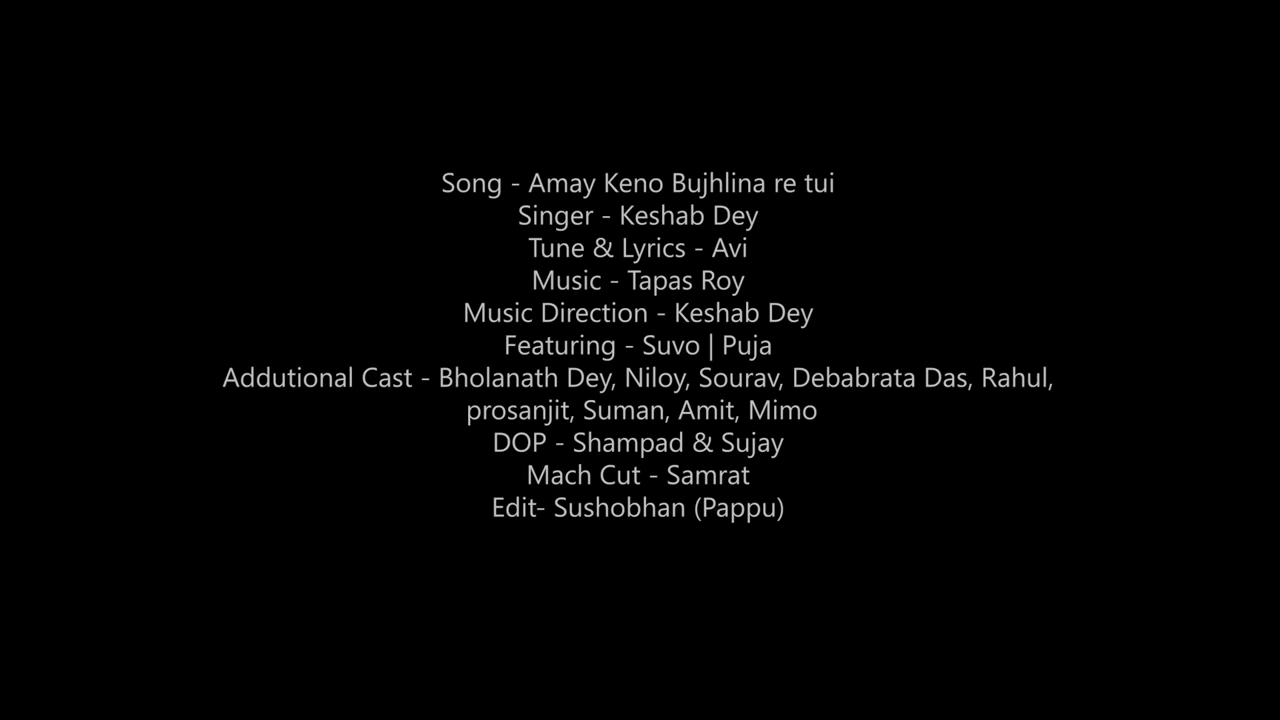 Song - Amay Keno Bujhlina re tui
Singer - Keshab Dey
Tune & Lyrics - Avi
Music - Tapas Roy
Music Direction - Keshab Dey
Featuring - Suvo | Puja
Addutional Cast - Bholanath Dey, Niloy, Sourav, Debabrata Das, Rahul,
prosanjit, Suman, Amit, Mimo
DOP - Shampad & Sujay
Mach Cut - Samrat
Edit- Sushobhan (Pappu)